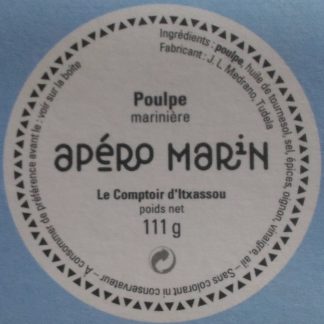 Ingrédients : poulpe, huile de tournesol, sel, épices, oignon, vinaigre, ail – Sans colorant ni conservateur – À consommer de préférence avant le : voir sur la boîte
Fabricant : J. L. Medrano, Tudela
Poulpe
marinière
apéro marin
Le Comptoir d'Itxassou
poids net
111 g